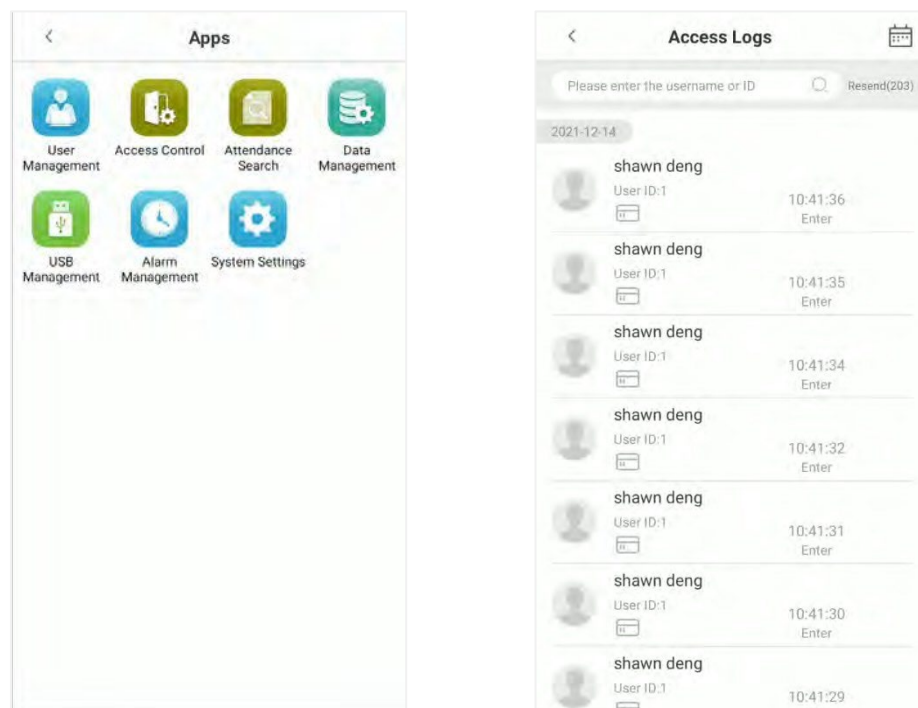 Apps
User Management
Access Control
Attendance Search
Data Management
USB Management
Alarm Management
System Settings
Access Logs
Please enter the username or ID
Resend(203)
2021-12-14
shawn deng
User ID:1
10:41:36
Enter
shawn deng
User ID:1
10:41:35
Enter
shawn deng
User ID:1
10:41:34
Enter
shawn deng
User ID:1
10:41:32
Enter
shawn deng
User ID:1
10:41:31
Enter
shawn deng
User ID:1
10:41:30
Enter
shawn deng
User ID:1
10:41:29